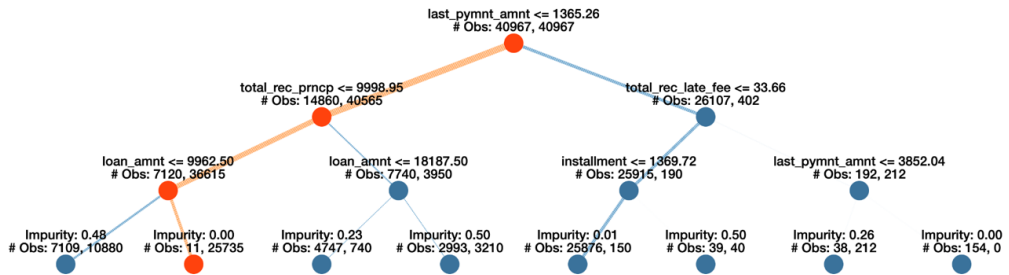 last_pymnt_amnt <= 1365.26
# Obs: 40967, 40967
total_rec_prncp <= 9998.95
# Obs: 14860, 40565
total_rec_late_fee <= 33.66
# Obs: 26107, 402
loan_amnt <= 9962.50
# Obs: 7120, 36615
loan_amnt <= 18187.50
# Obs: 7740, 3950
installment <= 1369.72
# Obs: 25915, 190
last_pymnt_amnt <= 3852.04
# Obs: 192, 212
Impurity: 0.48
# Obs: 7109, 10880
Impurity: 0.00
# Obs: 11, 25735
Impurity: 0.23
# Obs: 4747, 740
Impurity: 0.50
# Obs: 2993, 3210
Impurity: 0.01
# Obs: 25876, 150
Impurity: 0.50
# Obs: 39, 40
Impurity: 0.26
# Obs: 38, 212
Impurity: 0.00
# Obs: 154, 0